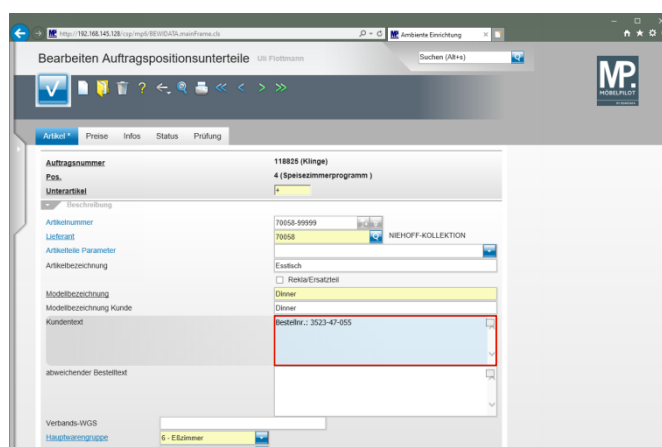 http://192.168.145.128/csp/mp6/BEWIDATA.mainFrame.cls
Ambiente Einrichtung
Bearbeiten Auftragspositionsunterteile Uli Flottmann
Suchen (Alt+s)
MP.
MÖBELPILOT
Artikel * Preise Infos Status Prüfung
Auftragsnummer 118825 (Klinge)
Pos. 4 (Speisezimmerprogramm )
Unterartikel +
Beschreibung
Artikelnummer 70058-99999
Lieferant 70058 NIEHOFF-KOLLEKTION
Artikelteile Parameter
Artikelbezeichnung Esstisch
Rekla/Ersatzteil
Modellbezeichnung Dinner
Modellbezeichnung Kunde Dinner
Kundentext Bestellnr.: 3523-47-055
abweichender Bestelltext
Verbands-WGS
Hauptwarengruppe 6 - Eßzimmer